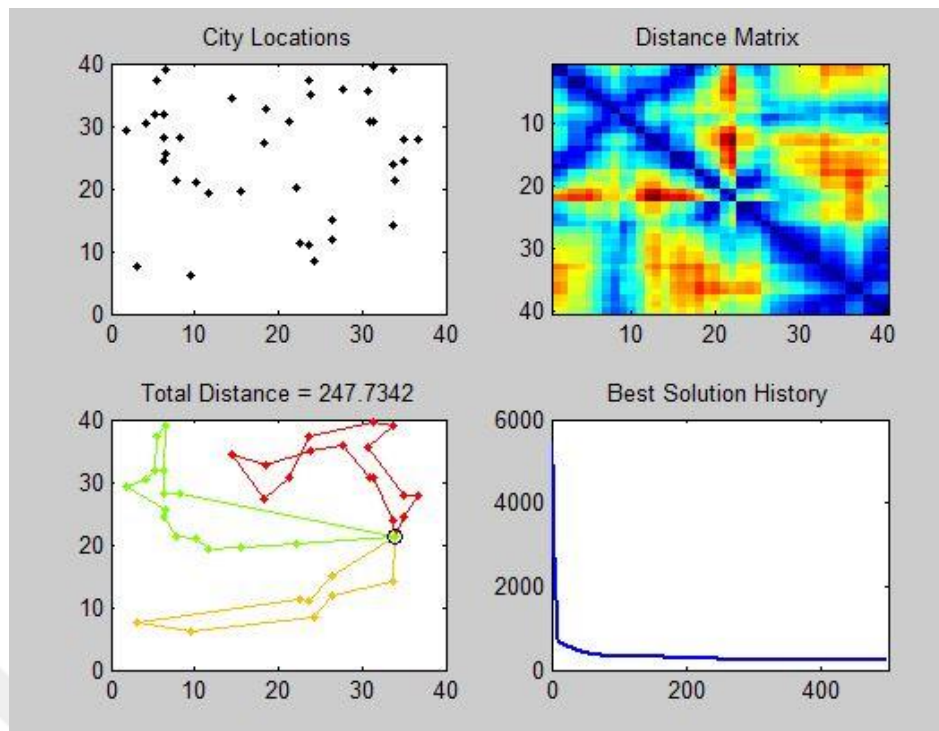 City Locations
40
30
20
10
0
0 10 20 30 40
Distance Matrix
10
20
30
40
10 20 30 40
Total Distance = 247.7342
40
30
20
10
0
0 10 20 30 40
Best Solution History
6000
4000
2000
0
0 200 400